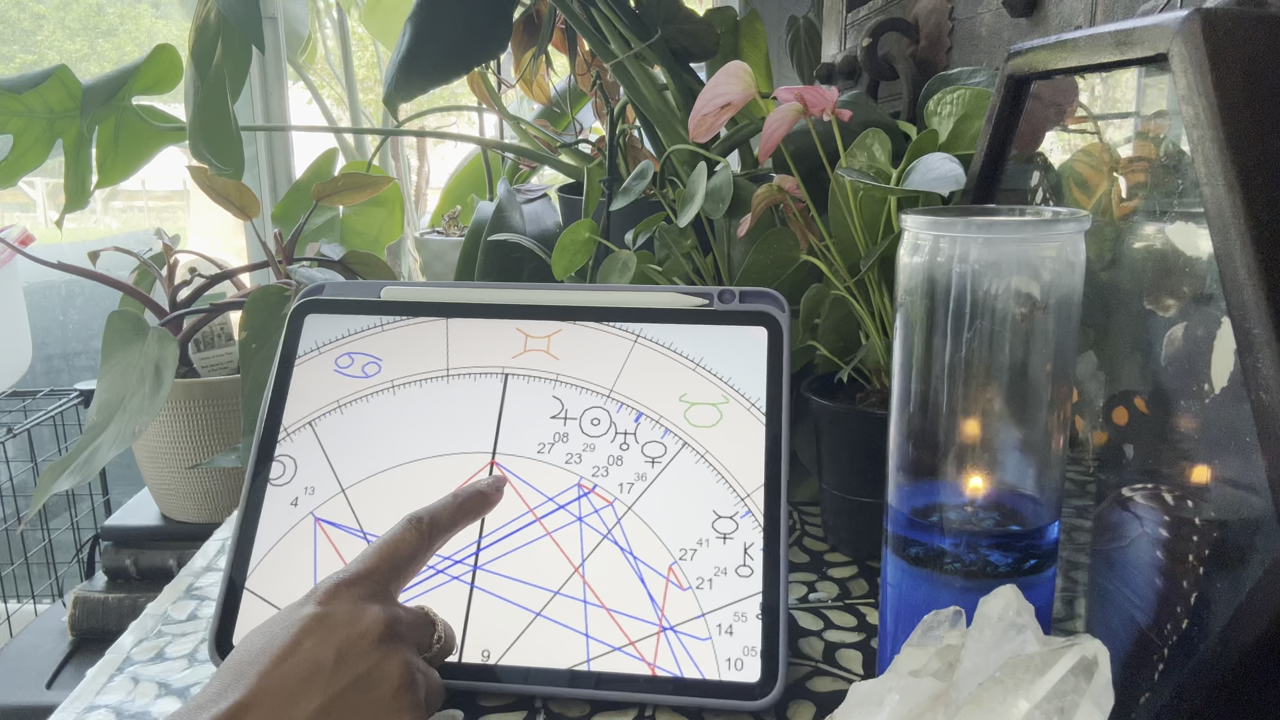 ♋ ♊ ♉
♃ ☉ ♅ ♀
27 08 23 29 23 08 17 36
4 13
☿ ⚷
27 41
21 24
14 55
10 05
9